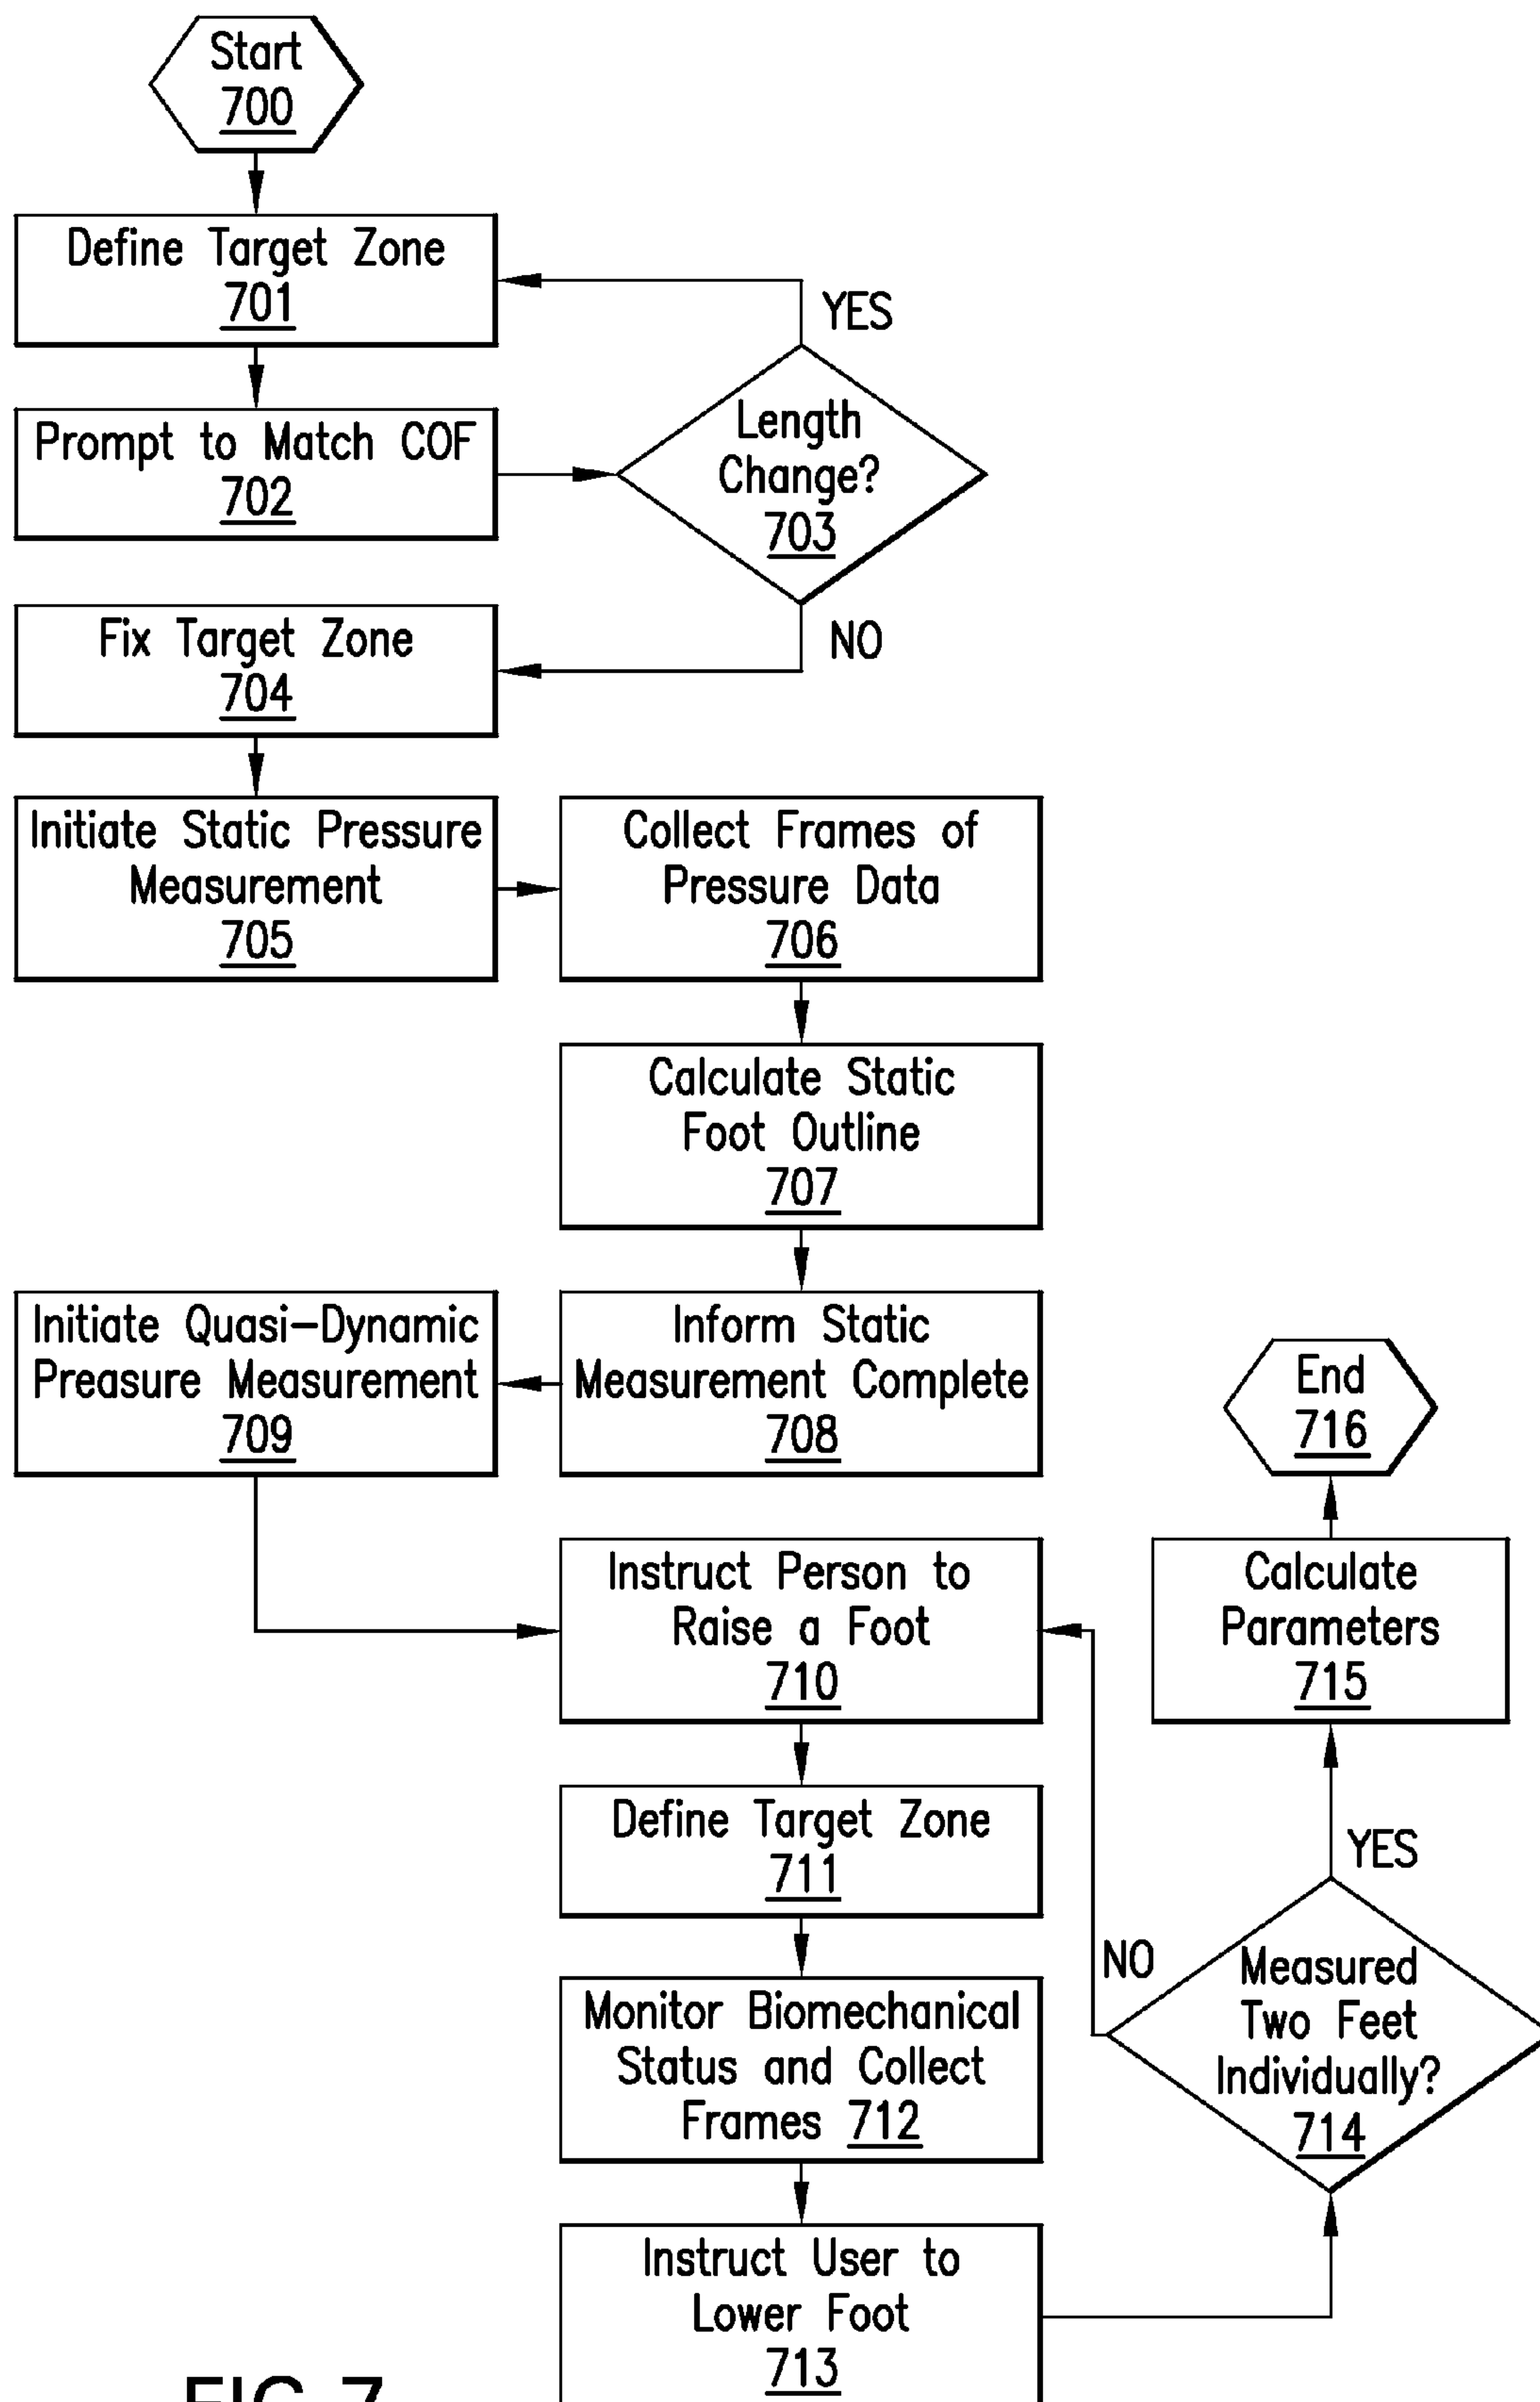 Start
700
Define Target Zone
701
YES
Prompt to Match COF
702
Length
Change?
703
Fix Target Zone
704
NO
Initiate Static Pressure
Measurement
705
Collect Frames of
Pressure Data
706
Calculate Static
Foot Outline
707
Inform Static
Measurement Complete
708
Initiate Quasi-Dynamic
Preasure Measurement
709
Instruct Person to
Raise a Foot
710
Define Target Zone
711
Monitor Biomechanical
Status and Collect
Frames 712
Instruct User to
Lower Foot
713
Measured
Two Feet
Individually?
714
NO
YES
Calculate
Parameters
715
End
716
FIG.7